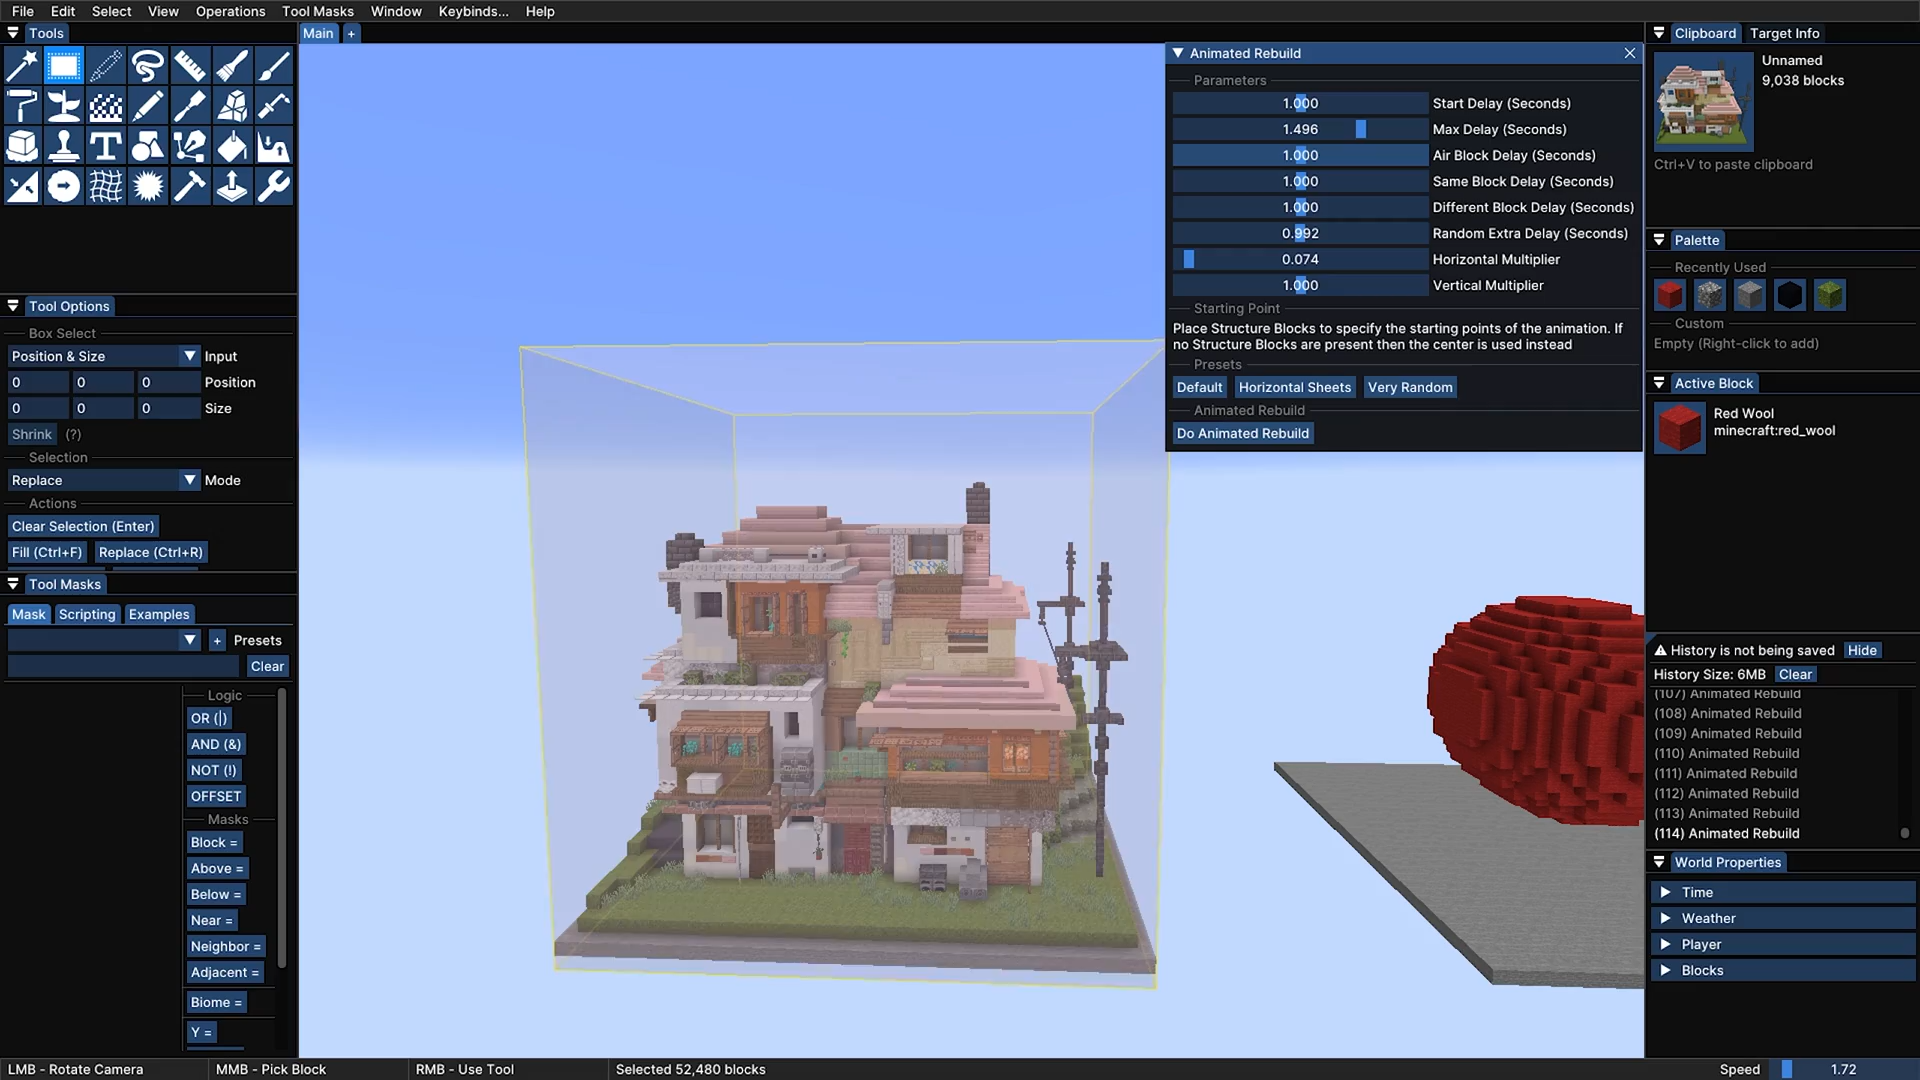 File Edit Select View Operations Tool Masks Window Keybinds... Help
Tools
Main +
Animated Rebuild
Parameters
1.000 Start Delay (Seconds)
1.496 Max Delay (Seconds)
1.000 Air Block Delay (Seconds)
1.000 Same Block Delay (Seconds)
1.000 Different Block Delay (Seconds)
0.992 Random Extra Delay (Seconds)
0.074 Horizontal Multiplier
1.000 Vertical Multiplier
Starting Point
Place Structure Blocks to specify the starting points of the animation. If
no Structure Blocks are present then the center is used instead
Presets
Default Horizontal Sheets Very Random
Animated Rebuild
Do Animated Rebuild
Clipboard Target Info
Unnamed
9,038 blocks
Ctrl+V to paste clipboard
Palette
Recently Used
Custom
Empty (Right-click to add)
Active Block
Red Wool
minecraft:red_wool
History is not being saved Hide
History Size: 6MB Clear
(107) Animated Rebuild
(108) Animated Rebuild
(109) Animated Rebuild
(110) Animated Rebuild
(111) Animated Rebuild
(112) Animated Rebuild
(113) Animated Rebuild
(114) Animated Rebuild
World Properties
Time
Weather
Player
Blocks
Tool Options
Box Select
Position & Size Input
0 0 0 Position
0 0 0 Size
Shrink (?)
Selection
Replace Mode
Actions
Clear Selection (Enter)
Fill (Ctrl+F) Replace (Ctrl+R)
Tool Masks
Mask Scripting Examples
+ Presets
Clear
Logic
OR (|)
AND (&)
NOT (!)
OFFSET
Masks
Block =
Above =
Below =
Near =
Neighbor =
Adjacent =
Biome =
Y =
LMB - Rotate Camera MMB - Pick Block RMB - Use Tool Selected 52,480 blocks Speed 1.72